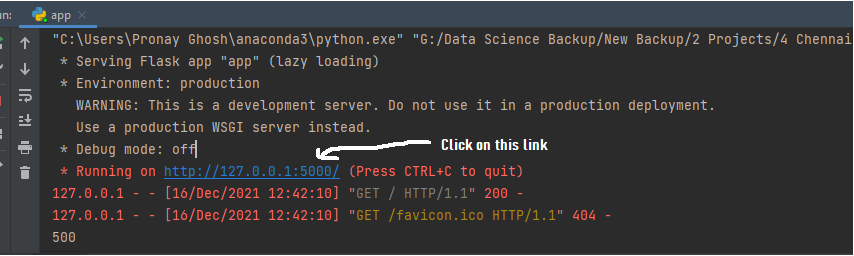 un: app ×
"C:\Users\Pronay Ghosh\anaconda3\python.exe" "G:/Data Science Backup/New Backup/2 Projects/4 Chennai
* Serving Flask app "app" (lazy loading)
* Environment: production
WARNING: This is a development server. Do not use it in a production deployment.
Use a production WSGI server instead.
* Debug mode: off
Click on this link
* Running on http://127.0.0.1:5000/ (Press CTRL+C to quit)
127.0.0.1 - - [16/Dec/2021 12:42:10] "GET / HTTP/1.1" 200 -
127.0.0.1 - - [16/Dec/2021 12:42:10] "GET /favicon.ico HTTP/1.1" 404 -
500